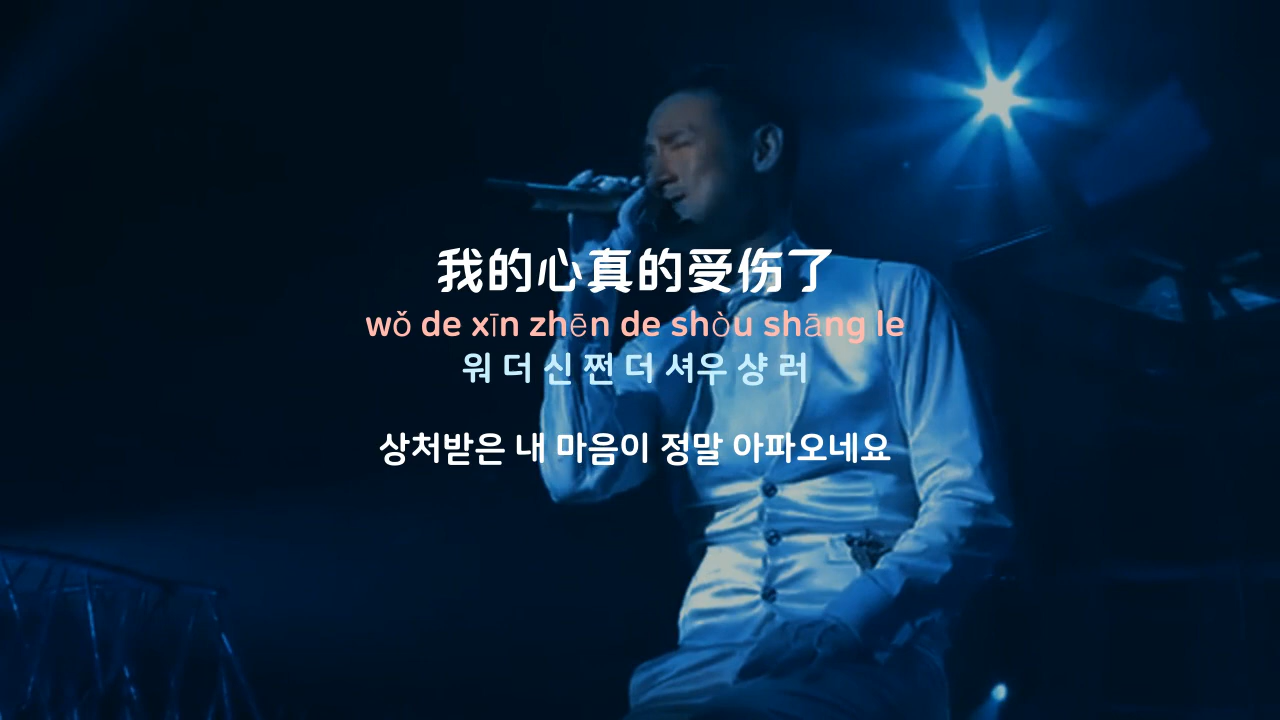 我的心真的受伤了
wǒ de xīn zhēn de shòu shāng le
워 더 신 쩐 더 셔우 샹 러
상처받은 내 마음이 정말 아파오네요